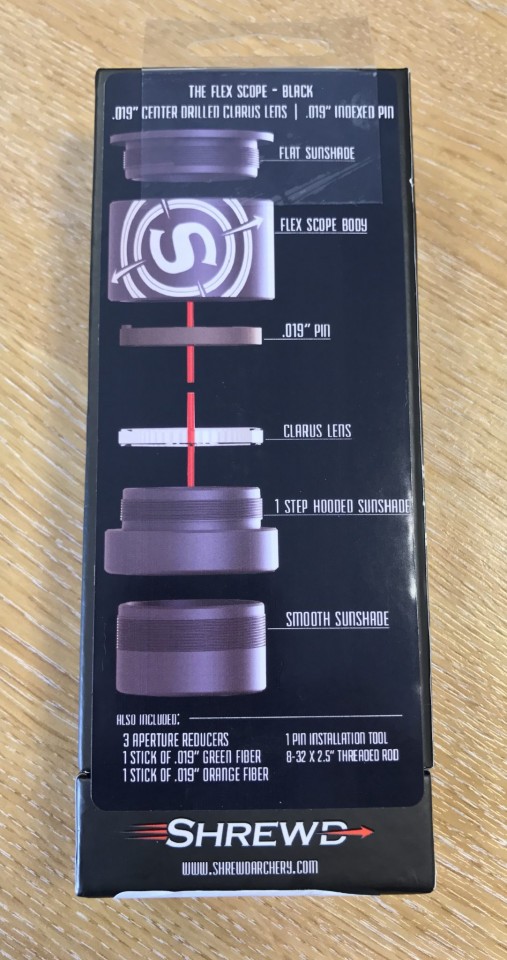 THE FLEX SCOPE - BLACK
.019" CENTER DRILLED CLARUS LENS | .019" INDEXED PIN
FLAT SUNSHADE
FLEX SCOPE BODY
S
.019" PIN
CLARUS LENS
1 STEP HOODED SUNSHADE
SMOOTH SUNSHADE
ALSO INCLUDED:
3 APERTURE REDUCERS
1 STICK OF .019" GREEN FIBER
1 STICK OF .019" ORANGE FIBER
1 PIN INSTALLATION TOOL
8-32 X 2.5" THREADED ROD
SHREWD
WWW.SHREWDARCHERY.COM